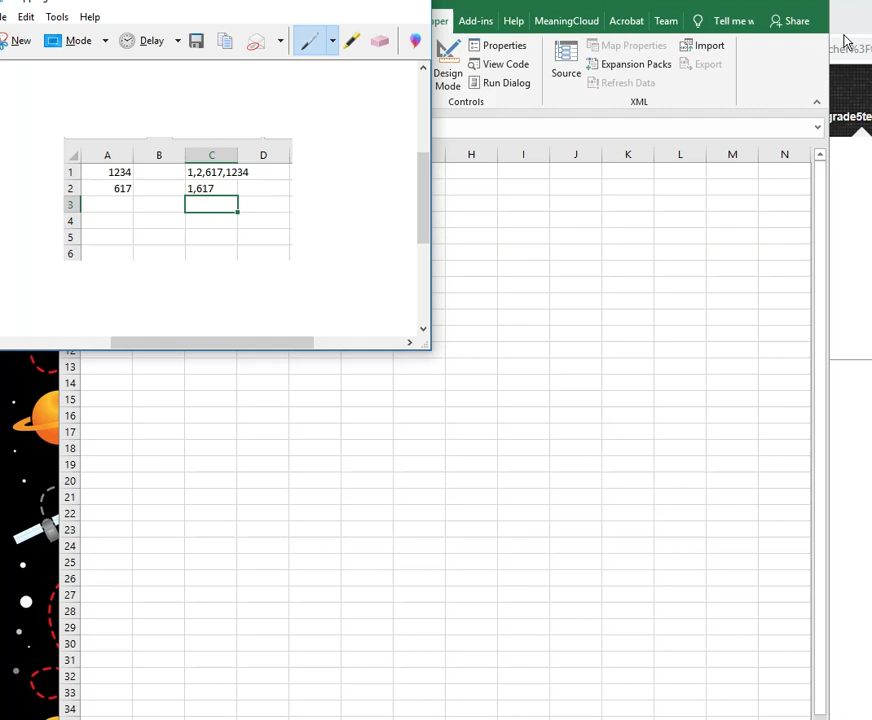 Edit Tools Help
New Mode Delay
Add-ins Help MeaningCloud Acrobat Team Tell me w Share
Design Mode
Properties
View Code
Run Dialog
Controls
Source
Map Properties
Expansion Packs
Refresh Data
Import
Export
XML
A B C D
1 1234 1,2,617,1234
2 617 1,617
3
4
5
6
H I J K L M N
13
14
15
16
17
18
19
20
21
22
23
24
25
26
27
28
29
30
31
32
33
34
grade5te